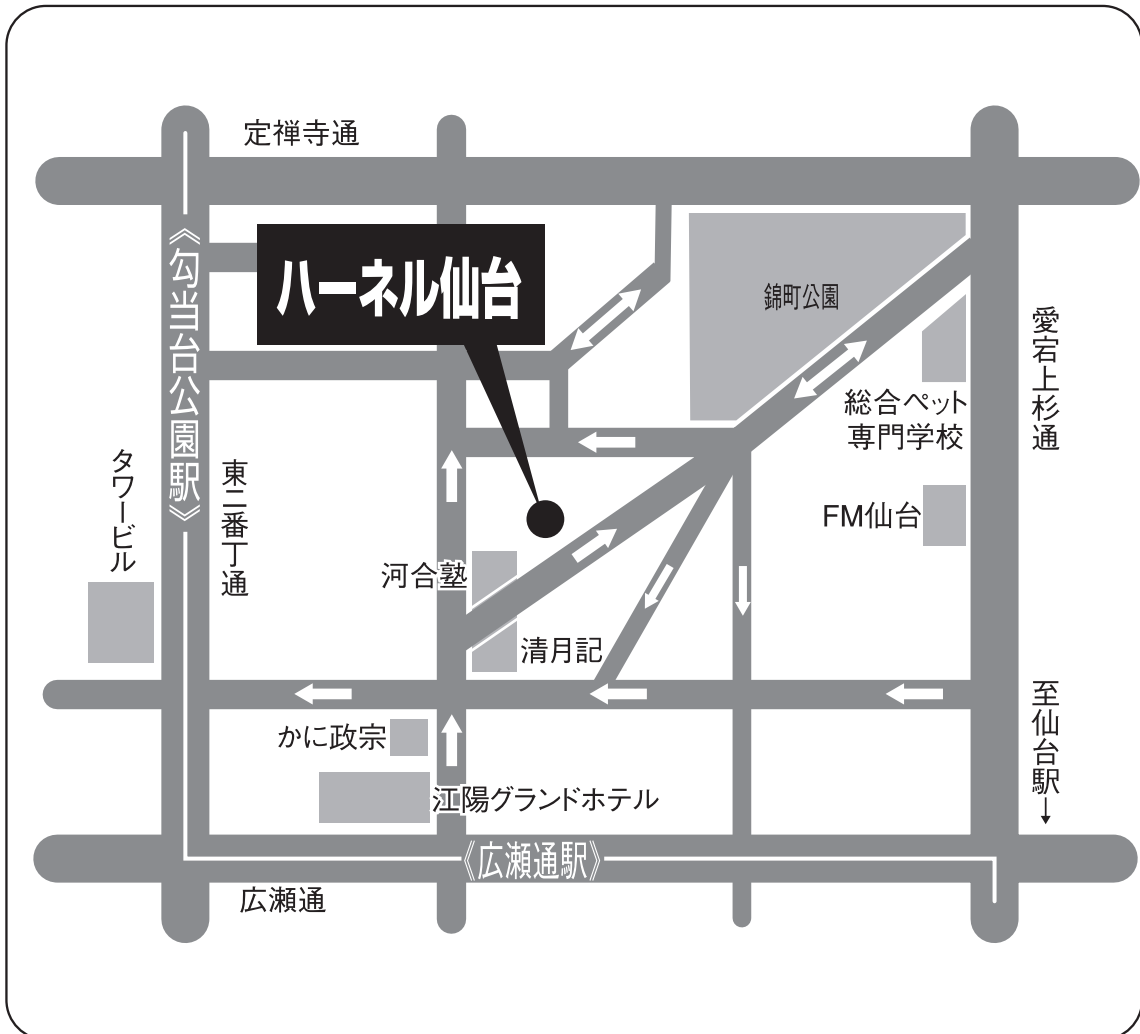 定禅寺通
《勾当台公園駅》
ハーネル仙台
錦町公園
愛宕上杉通
総合ペット
専門学校
タワービル
東二番丁通
FM仙台
河合塾
清月記
至仙台駅
かに政宗
江陽グランドホテル
《広瀬通駅》
広瀬通